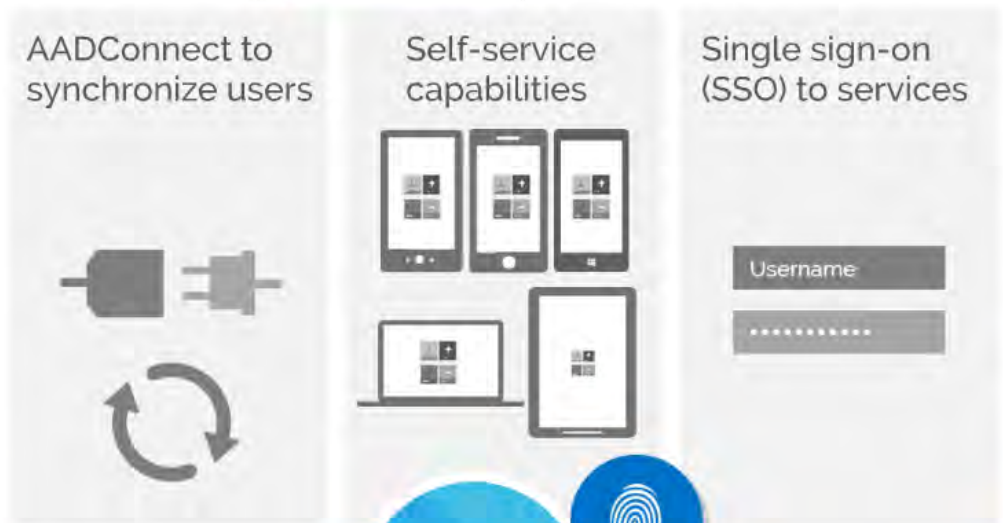 AADConnect to
synchronize users
Self-service
capabilities
Single sign-on
(SSO) to services
Username